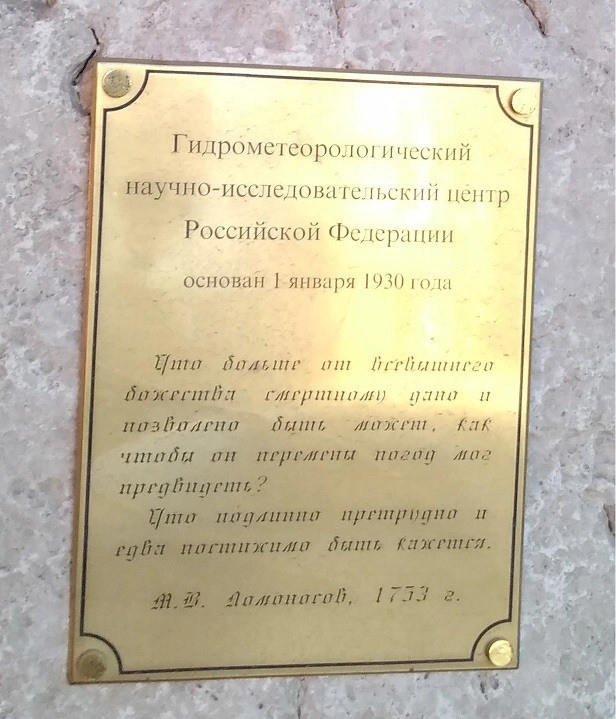 Гидрометеорологический
научно-исследовательский центр
Российской Федерации
основан 1 января 1930 года
Что больше от всевышнего
божества смертному дано и
позволено быть может, как
чтобы он перемены погод мог
предвидеть?
Что подлинно претрудно и
едва постижимо быть кажется.
М.В. Ломоносов, 1753 г.